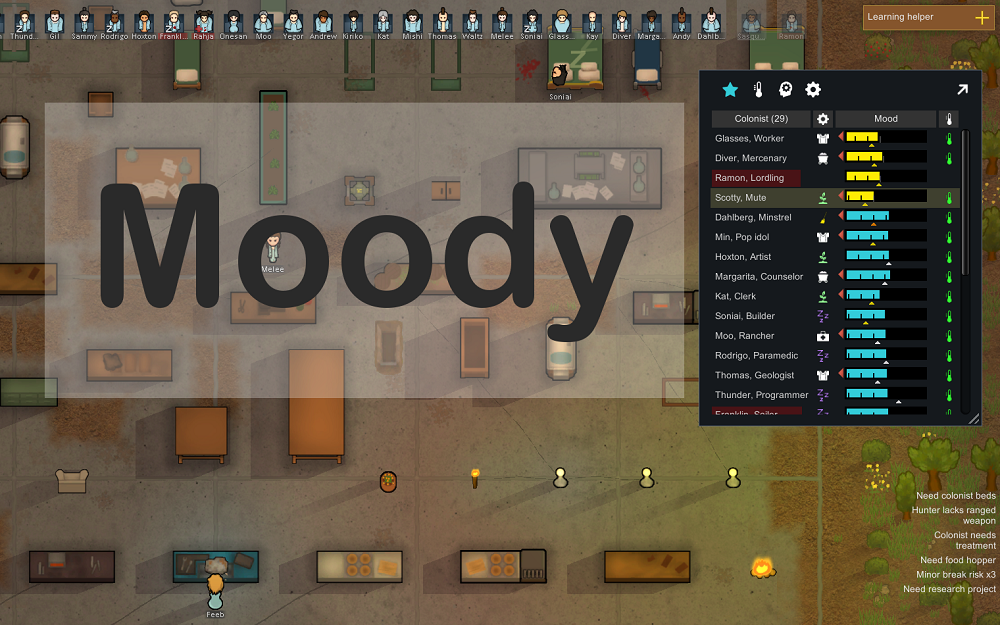 Thund.. Gil Sammy Rodrigo Hoxton Frankl.. Rahja Onesan Moo Yegor Andrew Kiriko Kat Mishi Thomas Waltz Melee Soniai Glass.. Kay Diver Marga.. Andy Dahlb.. Ramon
Learning helper
Soniai
Colonist (29) Mood
Glasses, Worker
Diver, Mercenary
Ramon, Lordling
Scotty, Mute
Dahlberg, Minstrel
Min, Pop idol
Hoxton, Artist
Margarita, Counselor
Kat, Clerk
Soniai, Builder
Moo, Rancher
Rodrigo, Paramedic
Thomas, Geologist
Thunder, Programmer
Franklin, Sailor
Moody
Melee
Need colonist beds
Hunter lacks ranged
weapon
Colonist needs
treatment
Need food hopper
Minor break risk x3
Need research project
Feeb